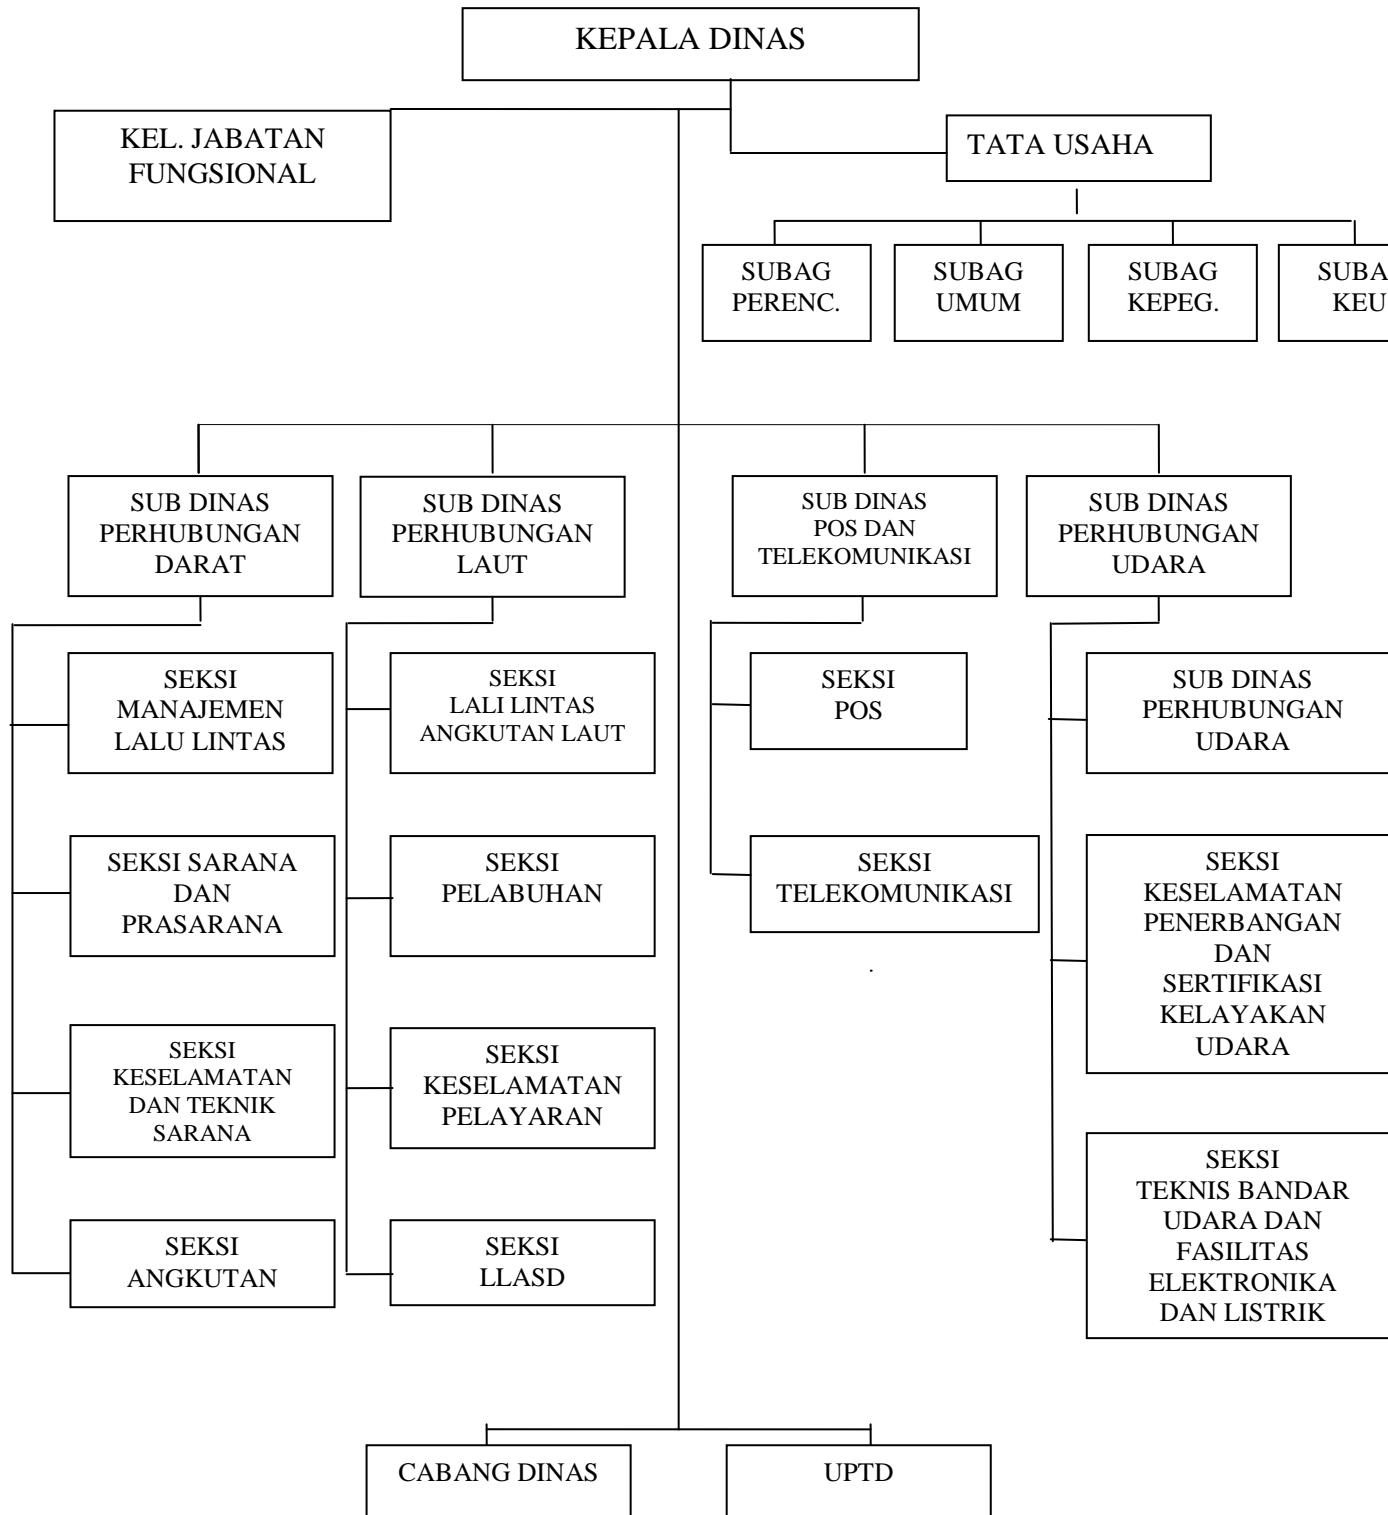 KEPALA DINAS
KEL. JABATAN
FUNGSIONAL
TATA USAHA
SUBAG
PERENC.
SUBAG
UMUM
SUBAG
KEPEG.
SUBA
KEU
SUB DINAS
PERHUBUNGAN
DARAT
SUB DINAS
PERHUBUNGAN
LAUT
SUB DINAS
POS DAN
TELEKOMUNIKASI
SUB DINAS
PERHUBUNGAN
UDARA
SEKSI
MANAJEMEN
LALU LINTAS
SEKSI
LALI LINTAS
ANGKUTAN LAUT
SEKSI
POS
SUB DINAS
PERHUBUNGAN
UDARA
SEKSI SARANA
DAN
PRASARANA
SEKSI
PELABUHAN
SEKSI
TELEKOMUNIKASI
SEKSI
KESELAMATAN
PENERBANGAN
DAN
SERTIFIKASI
KELAYAKAN
UDARA
SEKSI
KESELAMATAN
DAN TEKNIK
SARANA
SEKSI
KESELAMATAN
PELAYARAN
SEKSI
TEKNIS BANDAR
UDARA DAN
FASILITAS
ELEKTRONIKA
DAN LISTRIK
SEKSI
ANGKUTAN
SEKSI
LLASD
CABANG DINAS
UPTD